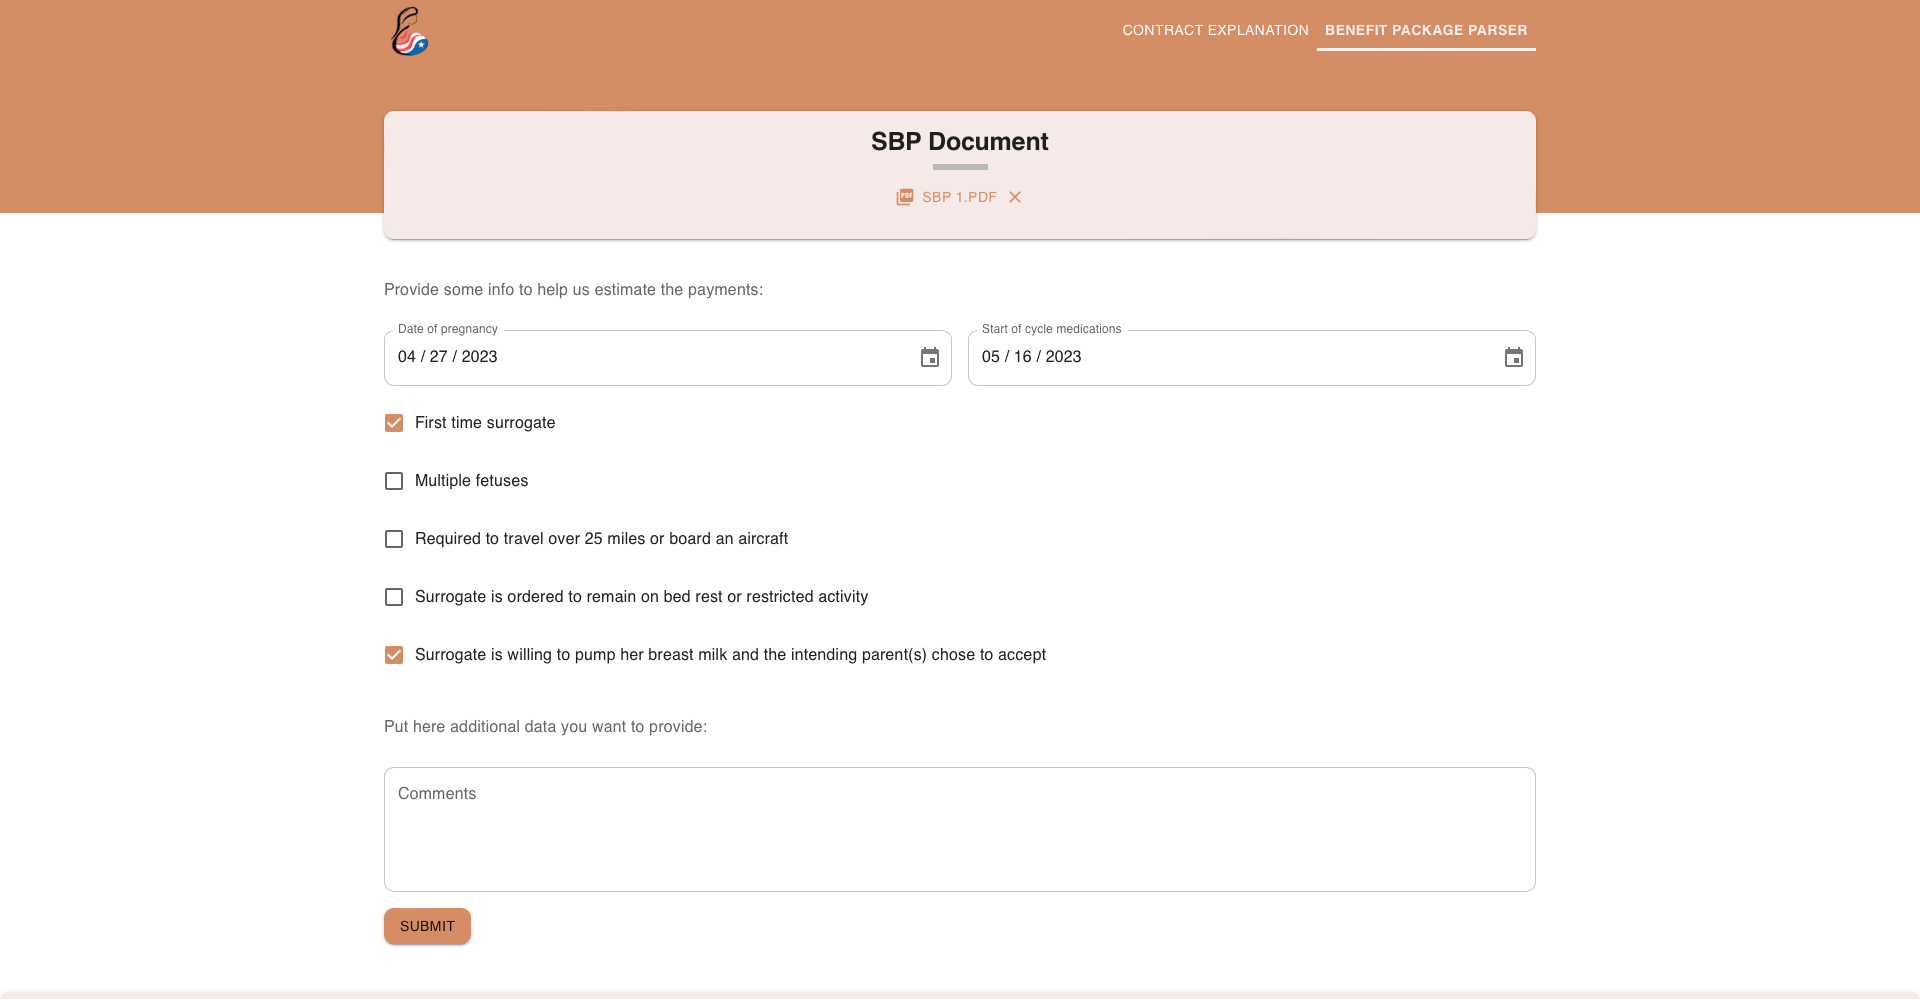 CONTRACT EXPLANATION BENEFIT PACKAGE PARSER
SBP Document
PDF SBP 1.PDF
Provide some info to help us estimate the payments:
Date of pregnancy
04 / 27 / 2023
Start of cycle medications
05 / 16 / 2023
First time surrogate
Multiple fetuses
Required to travel over 25 miles or board an aircraft
Surrogate is ordered to remain on bed rest or restricted activity
Surrogate is willing to pump her breast milk and the intending parent(s) chose to accept
Put here additional data you want to provide:
Comments
SUBMIT